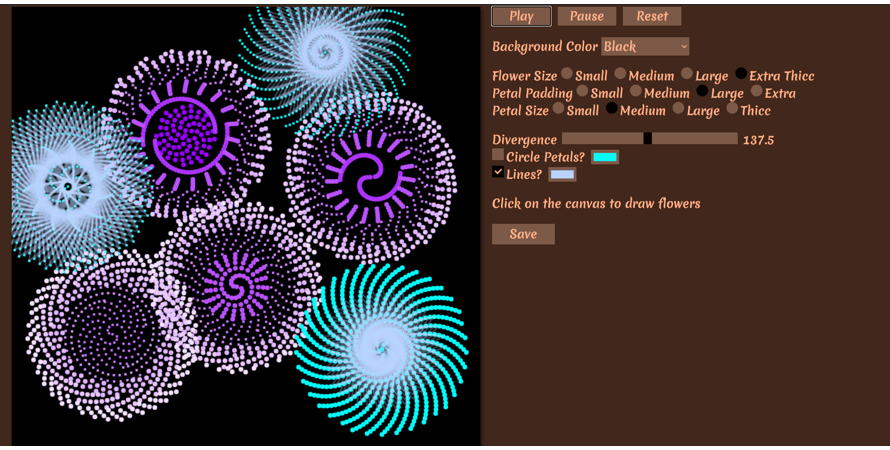 Play Pause Reset
Background Color Black
Flower Size Small Medium Large Extra Thicc
Petal Padding Small Medium Large Extra
Petal Size Small Medium Large Thicc
Divergence 137.5
Circle Petals?
Lines?
Click on the canvas to draw flowers
Save